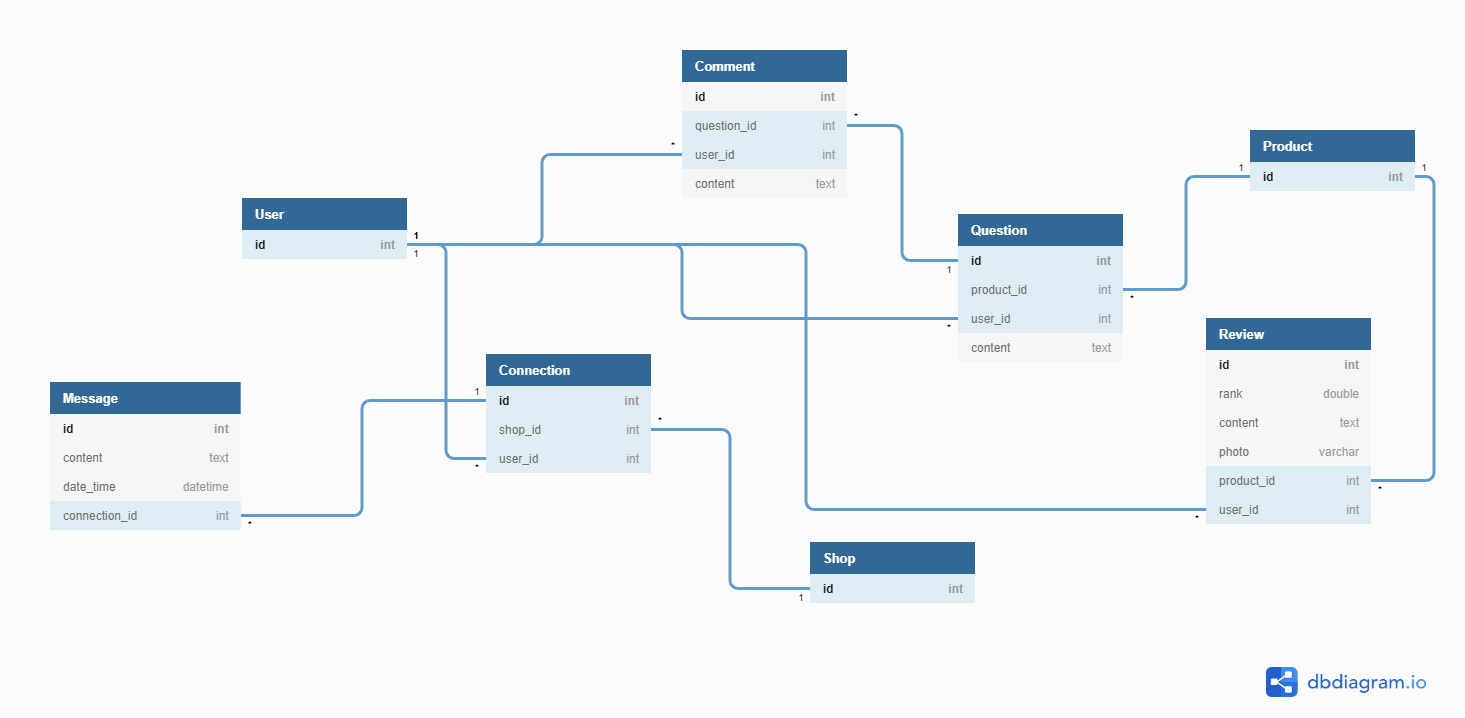 Comment
id int
question_id int
user_id int
content text
Product
id int
User
id int
Question
id int
product_id int
user_id int
content text
Review
id int
rank double
content text
photo varchar
product_id int
user_id int
Connection
id int
shop_id int
user_id int
Message
id int
content text
date_time datetime
connection_id int
Shop
id int
*
*
1
1
1
1
1
*
*
1
*
*
*
*
*
1
dbdiagram.io